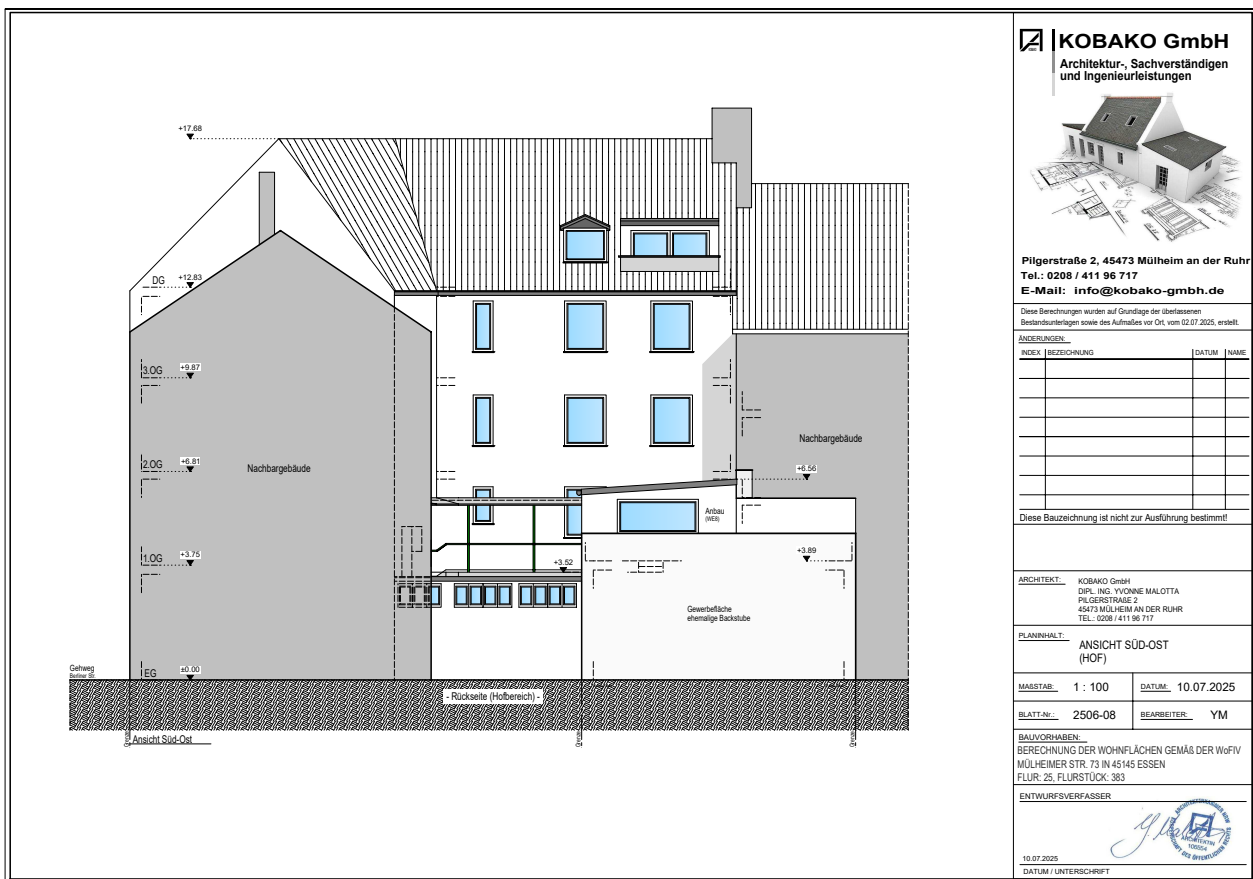 KOBAKO GmbH
Architektur-, Sachverständigen
und Ingenieurleistungen
Pilgerstraße 2, 45473 Mülheim an der Ruhr
Tel.: 0208 / 411 96 717
E-Mail: info@kobako-gmbh.de
Diese Berechnungen wurden auf Grundlage der überlassenen
Bestandsunterlagen sowie des Aufmaßes vor Ort, vom 02.07.2025, erstellt.
ÄNDERUNGEN:
INDEX BEZEICHNUNG DATUM NAME
Diese Bauzeichnung ist nicht zur Ausführung bestimmt!
ARCHITEKT: KOBAKO GmbH
DIPL. ING. YVONNE MALOTTA
PILGERSTRAßE 2
45473 MÜLHEIM AN DER RUHR
TEL.: 0208 / 411 96 717
PLANINHALT: ANSICHT SÜD-OST
(HOF)
MAßSTAB: 1 : 100 DATUM: 10.07.2025
BLATT-Nr.: 2506-08 BEARBEITER: YM
BAUVORHABEN:
BERECHNUNG DER WOHNFLÄCHEN GEMÄß DER WoFIV
MÜLHEIMER STR. 73 IN 45145 ESSEN
FLUR: 25, FLURSTÜCK: 383
ENTWURFSVERFASSER
ARCHITEKTIN
10.07.2025
DATUM / UNTERSCHRIFT
+17.68
DG +12.83
3.OG +9.87
2.OG +6.81
Nachbargebäude
Nachbargebäude
+6.56
Anbau
(WE8)
1.OG +3.75
+3.52
+3.89
Gewerbefläche
ehemalige Backstube
Gehweg
Berliner Str.
EG ±0.00
- Rückseite (Hofbereich) -
Ansicht Süd-Ost